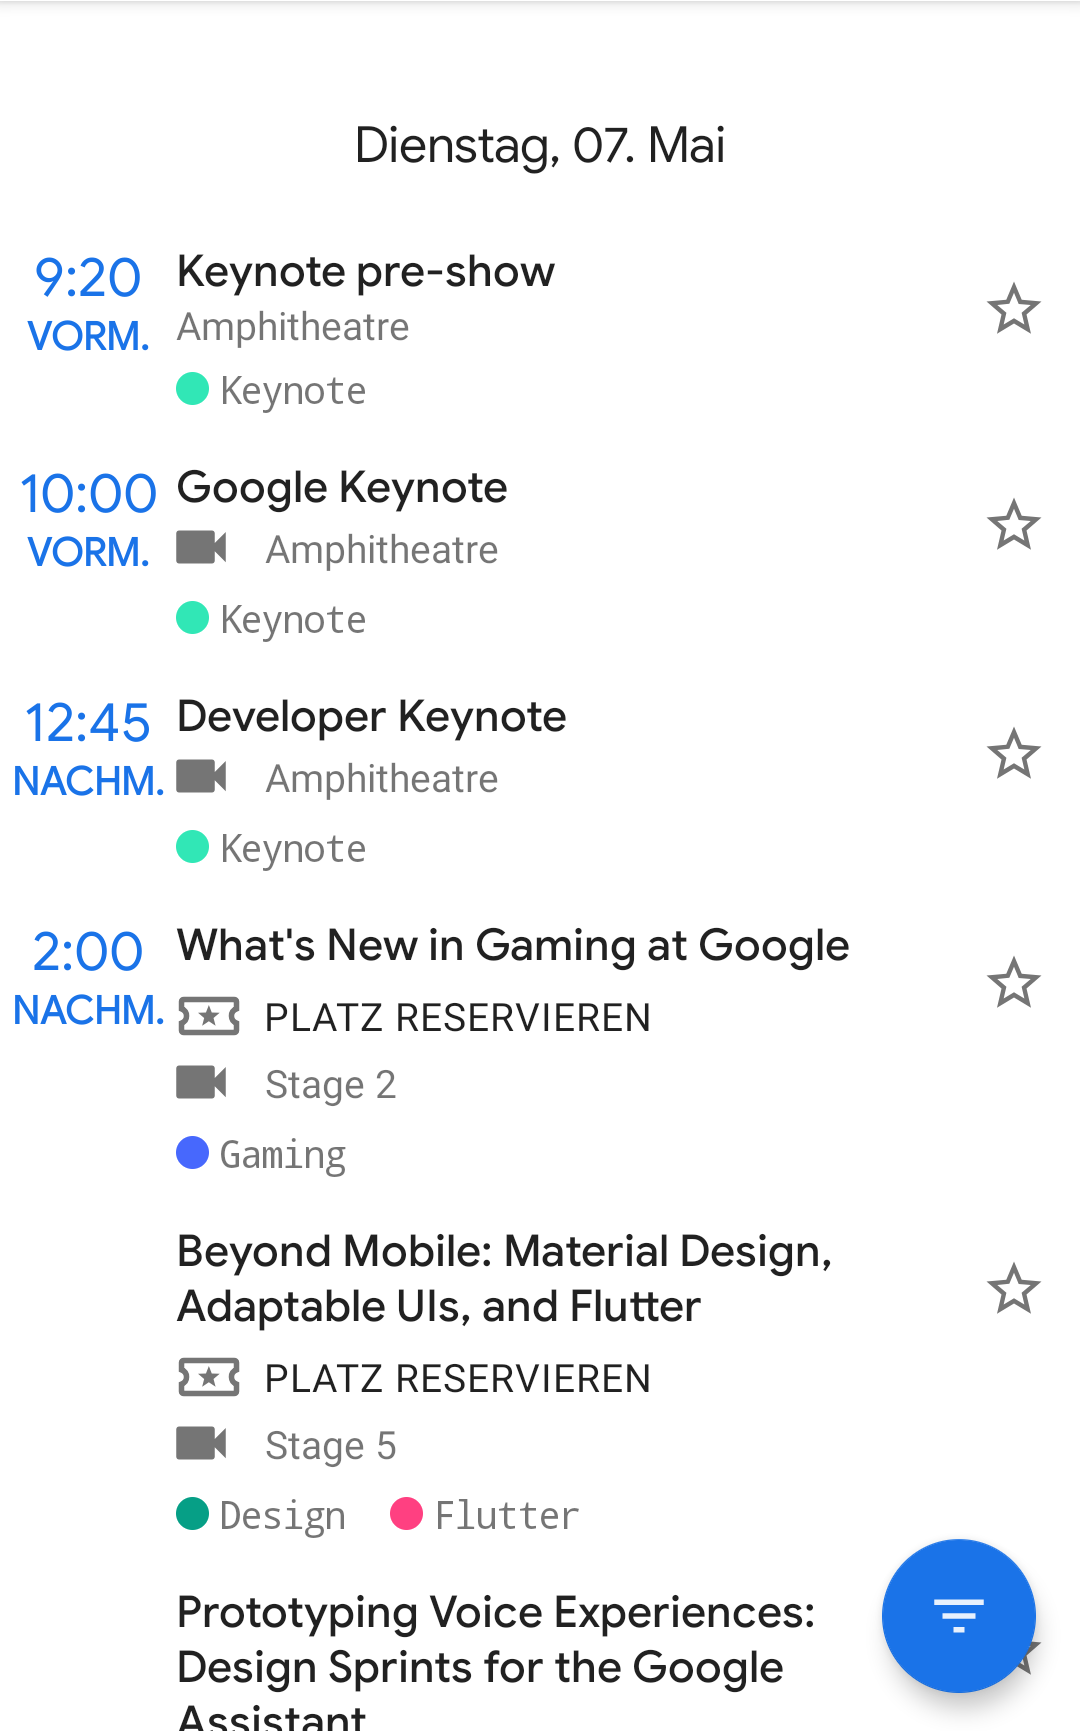 Dienstag, 07. Mai
9:20
VORM.
Keynote pre-show
Amphitheatre
Keynote
10:00
VORM.
Google Keynote
Amphitheatre
Keynote
12:45
NACHM.
Developer Keynote
Amphitheatre
Keynote
2:00
NACHM.
What's New in Gaming at Google
PLATZ RESERVIEREN
Stage 2
Gaming
Beyond Mobile: Material Design,
Adaptable UIs, and Flutter
PLATZ RESERVIEREN
Stage 5
Design Flutter
Prototyping Voice Experiences:
Design Sprints for the Google
Assistant